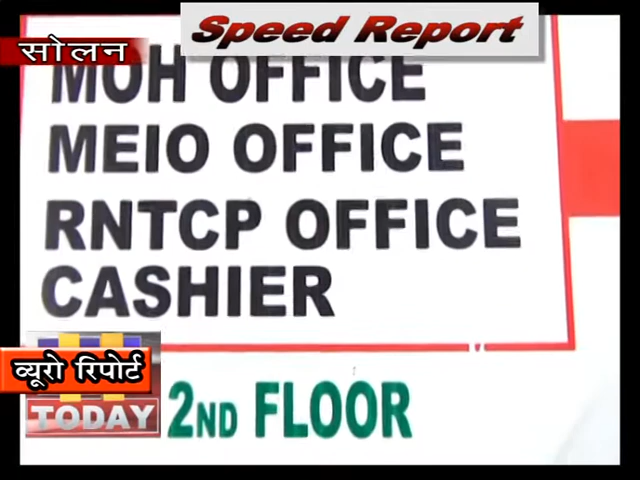 Speed Report
सोलन
MOH OFFICE
MEIO OFFICE
RNTCP OFFICE
CASHIER
व्यूरो रिपोर्ट
TODAY
2ND FLOOR